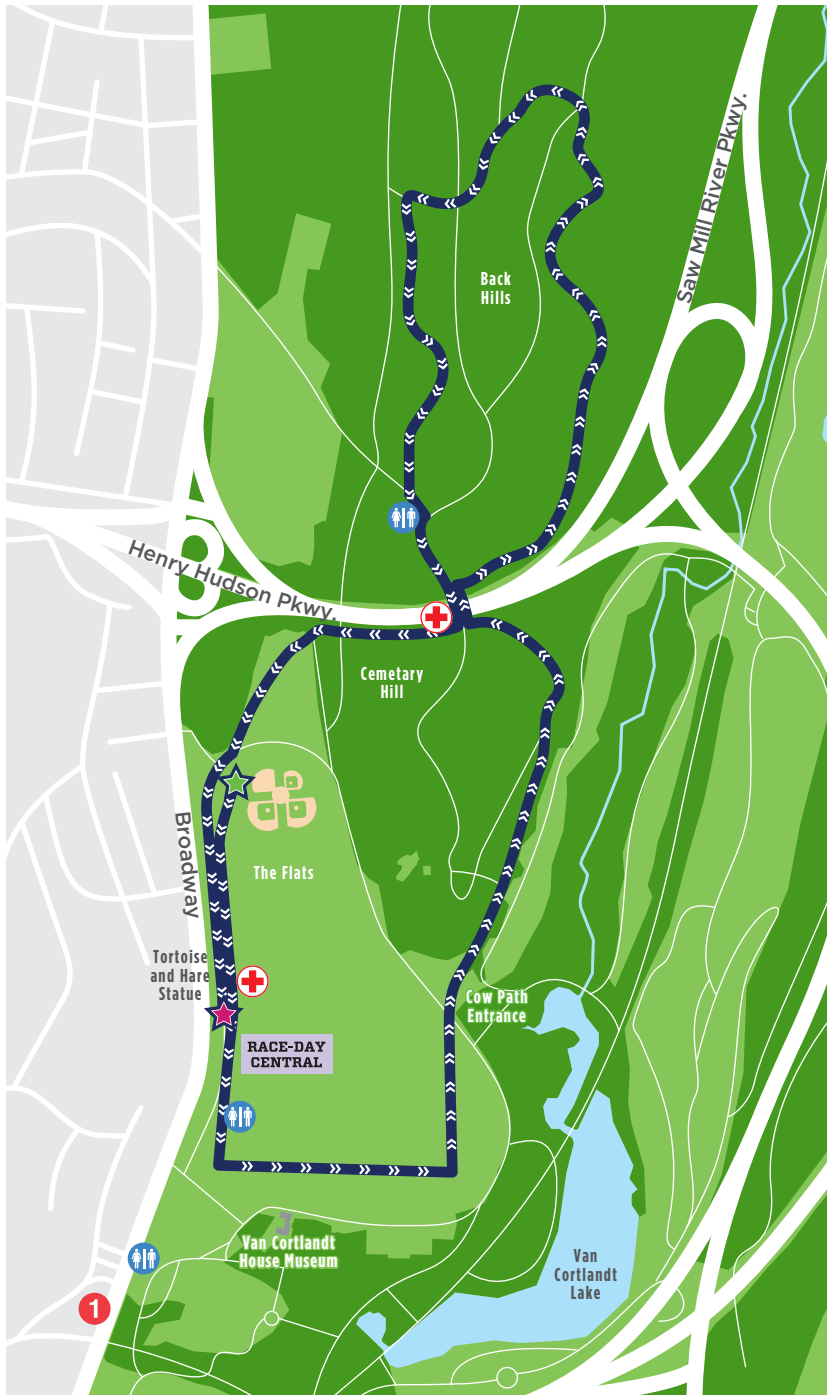 Saw Mill River Pkwy.
Back
Hills
Henry Hudson Pkwy.
Cemetary
Hill
Broadway
The Flats
Tortoise
and Hare
Statue
Cow Path
Entrance
RACE-DAY
CENTRAL
Van Cortlandt
House Museum
Van
Cortlandt
Lake
1